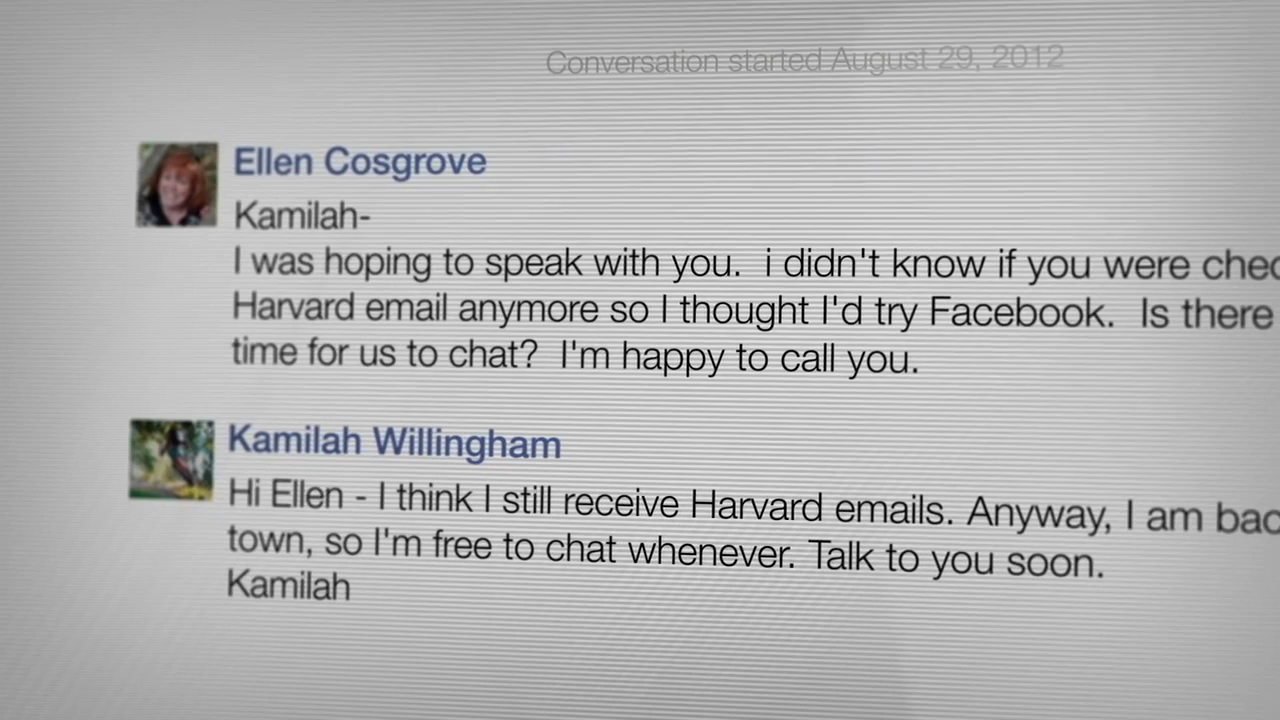 Conversation started August 29, 2012
Ellen Cosgrove
Kamilah-
I was hoping to speak with you.  i didn't know if you were
Harvard email anymore so I thought I'd try Facebook.  Is there
time for us to chat?  I'm happy to call you.
Kamilah Willingham
Hi Ellen - I think I still receive Harvard emails. Anyway, I am
town, so I'm free to chat whenever. Talk to you soon.
Kamilah